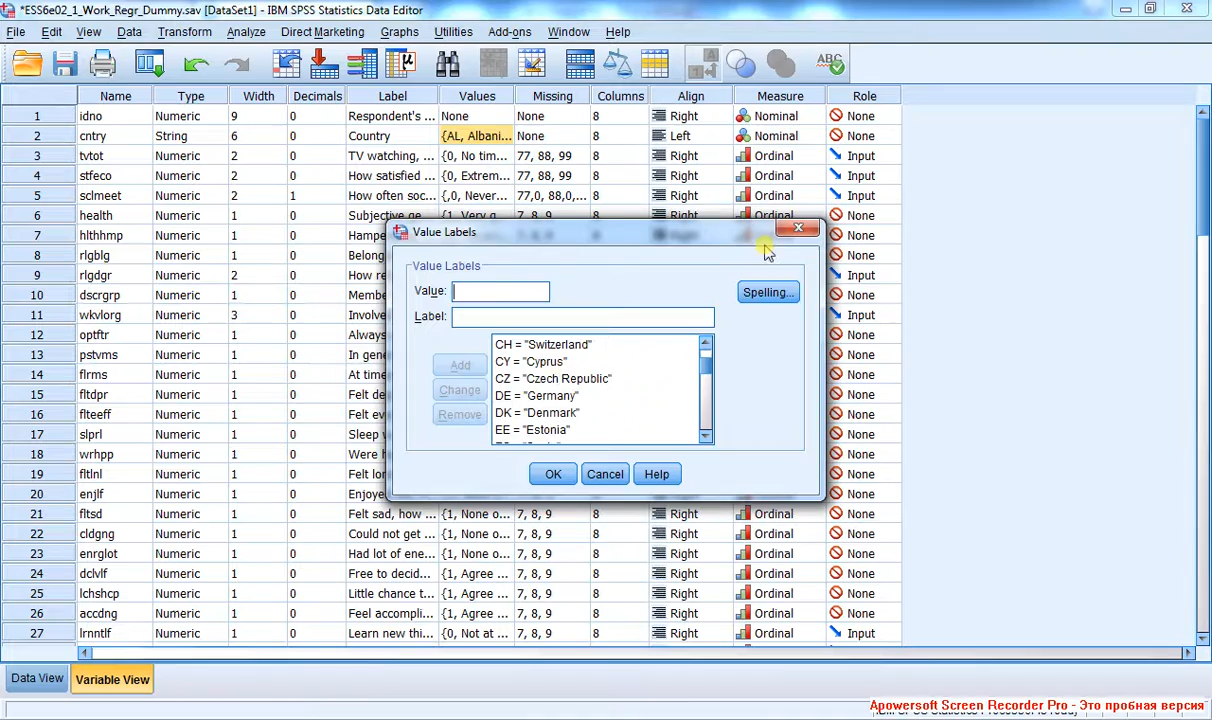 *ESS6e02_1_Work_Regr_Dummy.sav [DataSet1] - IBM SPSS Statistics Data Editor
File Edit View Data Transform Analyze Direct Marketing Graphs Utilities Add-ons Window Help
Name Type Width Decimals Label Values Missing Columns Align Measure Role
1 idno Numeric 9 0 Respondent's ... None None 8 Right Nominal None
2 cntry String 6 0 Country {AL, Albani... None 8 Left Nominal None
3 tvtot Numeric 2 0 TV watching, ... {0, No tim... 77, 88, 99 8 Right Ordinal Input
4 stfeco Numeric 2 0 How satisfied ... {0, Extrem... 77, 88, 99 8 Right Ordinal Input
5 sclmeet Numeric 2 1 How often soc... {,0, Never... 77,0, 88,0,... 8 Right Ordinal Input
6 health Numeric 1 0 Subjective ge... {1, Very g... 7, 8, 9 8 Right Ordinal None
7 hlthhmp Numeric 1 0 Hampe Right None
8 rlgblg Numeric 1 0 Belong None
9 rlgdgr Numeric 2 0 How re Input
10 dscrgrp Numeric 1 0 Membe None
11 wkvlorg Numeric 3 0 Involve Input
12 optftr Numeric 1 0 Always None
13 pstvms Numeric 1 0 In gene None
14 flrms Numeric 1 0 At time None
15 fltdpr Numeric 1 0 Felt de None
16 flteeff Numeric 1 0 Felt eve None
17 slprl Numeric 1 0 Sleep w None
18 wrhpp Numeric 1 0 Were h None
19 fltlnl Numeric 1 0 Felt lon None
20 enjlf Numeric 1 0 Enjoye None
21 fltsd Numeric 1 0 Felt sad, how ... {1, None o... 7, 8, 9 8 Right Ordinal None
22 cldgng Numeric 1 0 Could not get ... {1, None o... 7, 8, 9 8 Right Ordinal None
23 enrglot Numeric 1 0 Had lot of ene... {1, None o... 7, 8, 9 8 Right Ordinal None
24 dclvlf Numeric 1 0 Free to decid... {1, Agree ... 7, 8, 9 8 Right Ordinal None
25 lchshcp Numeric 1 0 Little chance t... {1, Agree ... 7, 8, 9 8 Right Ordinal None
26 accdng Numeric 1 0 Feel accompli... {1, Agree ... 7, 8, 9 8 Right Ordinal None
27 lrnntlf Numeric 1 0 Learn new thi... {0, Not at ... 7, 8, 9 8 Right Ordinal Input
Value Labels
Value Labels
Value:
Spelling...
Label:
CH = "Switzerland"
CY = "Cyprus"
CZ = "Czech Republic"
DE = "Germany"
DK = "Denmark"
EE = "Estonia"
Add
Change
Remove
OK Cancel Help
Data View Variable View
Apowersoft Screen Recorder Pro - Это пробная версия